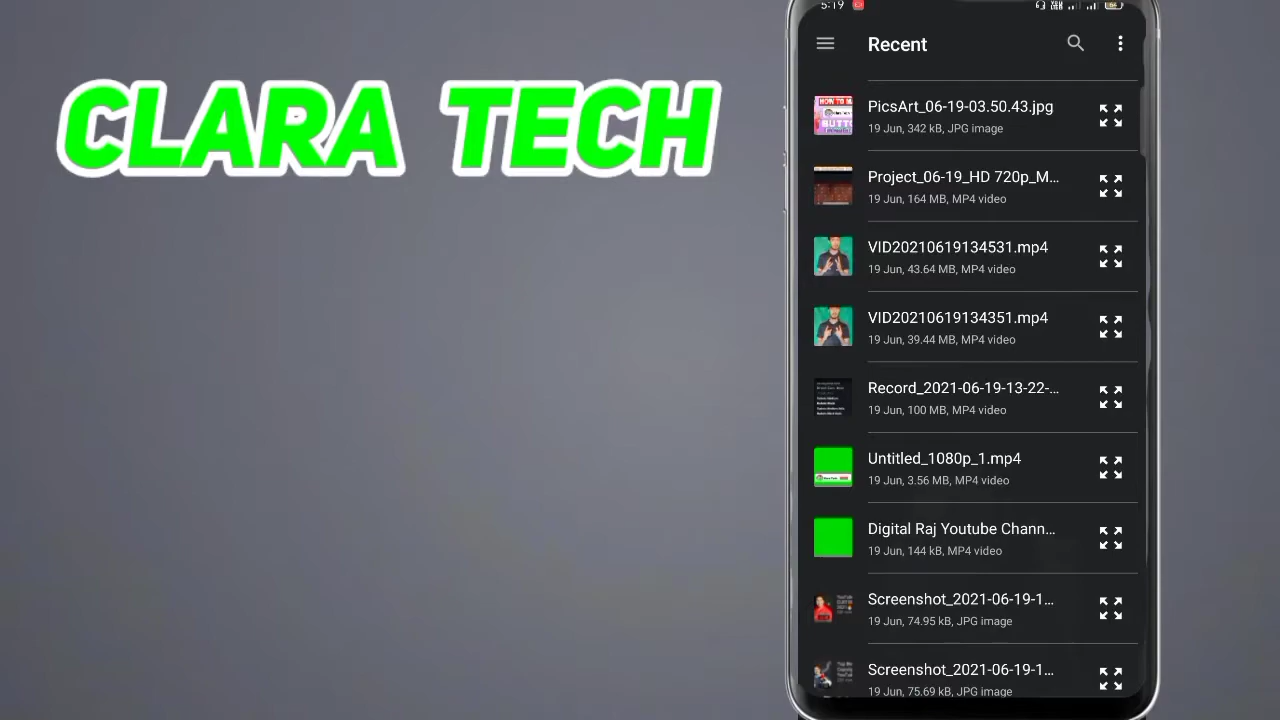 CLARA TECH
5:19
Recent
PicsArt_06-19-03.50.43.jpg
19 Jun, 342 kB, JPG image
Project_06-19_HD 720p_M...
19 Jun, 164 MB, MP4 video
VID20210619134531.mp4
19 Jun, 43.64 MB, MP4 video
VID20210619134351.mp4
19 Jun, 39.44 MB, MP4 video
Record_2021-06-19-13-22-...
19 Jun, 100 MB, MP4 video
Untitled_1080p_1.mp4
19 Jun, 3.56 MB, MP4 video
Digital Raj Youtube Chann...
19 Jun, 144 kB, MP4 video
Screenshot_2021-06-19-1...
19 Jun, 74.95 kB, JPG image
Screenshot_2021-06-19-1...
19 Jun, 75.69 kB, JPG image